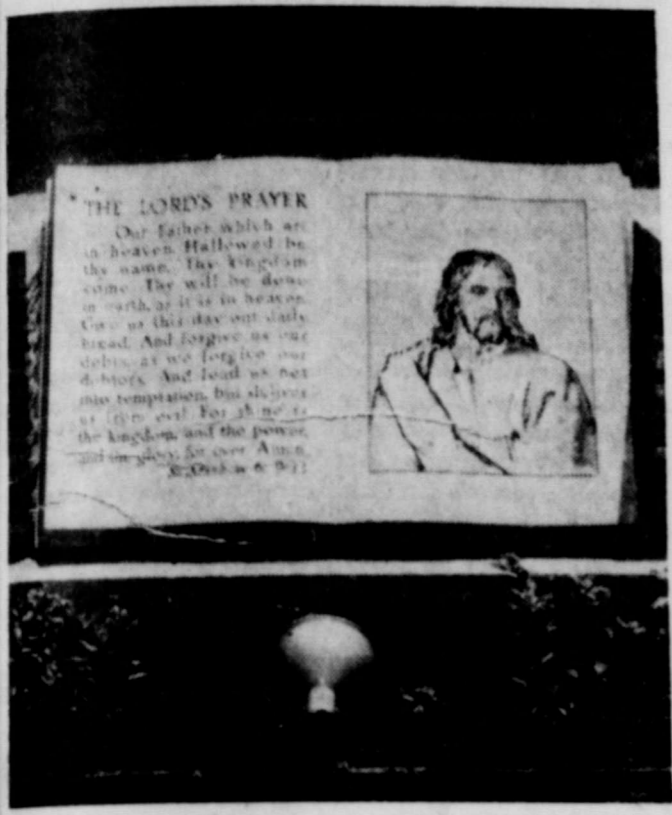 THE LORD'S PRAYER
Our Father which art
in heaven. Hallowed be
thy name. Thy kingdom
come. Thy will be done
in earth, as it is in heaven.
Give us this day our daily
bread. And forgive us our
debts, as we forgive our
debtors. And lead us not
into temptation, but deliver
us from evil. For thine is
the kingdom, and the power,
and the glory, for ever. Amen.